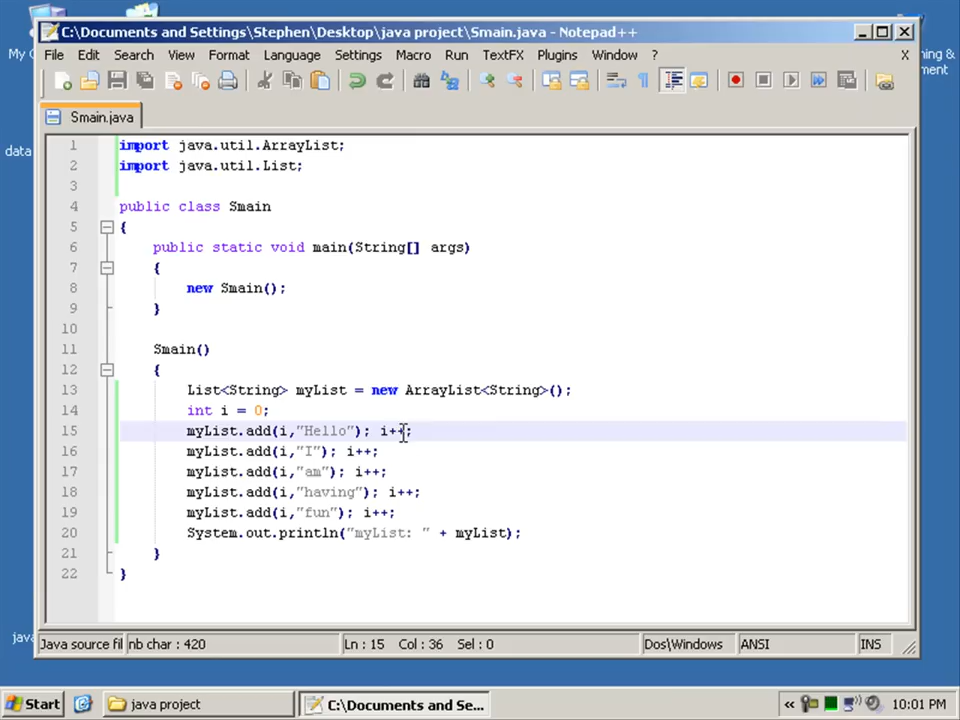 C:\Documents and Settings\Stephen\Desktop\java project\Smain.java - Notepad++
File Edit Search View Format Language Settings Macro Run TextFX Plugins Window ? X
Smain.java
1 import java.util.ArrayList;
2 import java.util.List;
3
4 public class Smain
5 {
6 public static void main(String[] args)
7 {
8 new Smain();
9 }
10
11 Smain()
12 {
13 List<String> myList = new ArrayList<String>();
14 int i = 0;
15 myList.add(i,"Hello"); i++;
16 myList.add(i,"I"); i++;
17 myList.add(i,"am"); i++;
18 myList.add(i,"having"); i++;
19 myList.add(i,"fun"); i++;
20 System.out.println("myList: " + myList);
21 }
22 }
Java source fil nb char : 420 Ln : 15 Col : 36 Sel : 0 Dos\Windows ANSI INS
Start java project C:\Documents and Se... « 10:01 PM
My
data
jav
&
ment